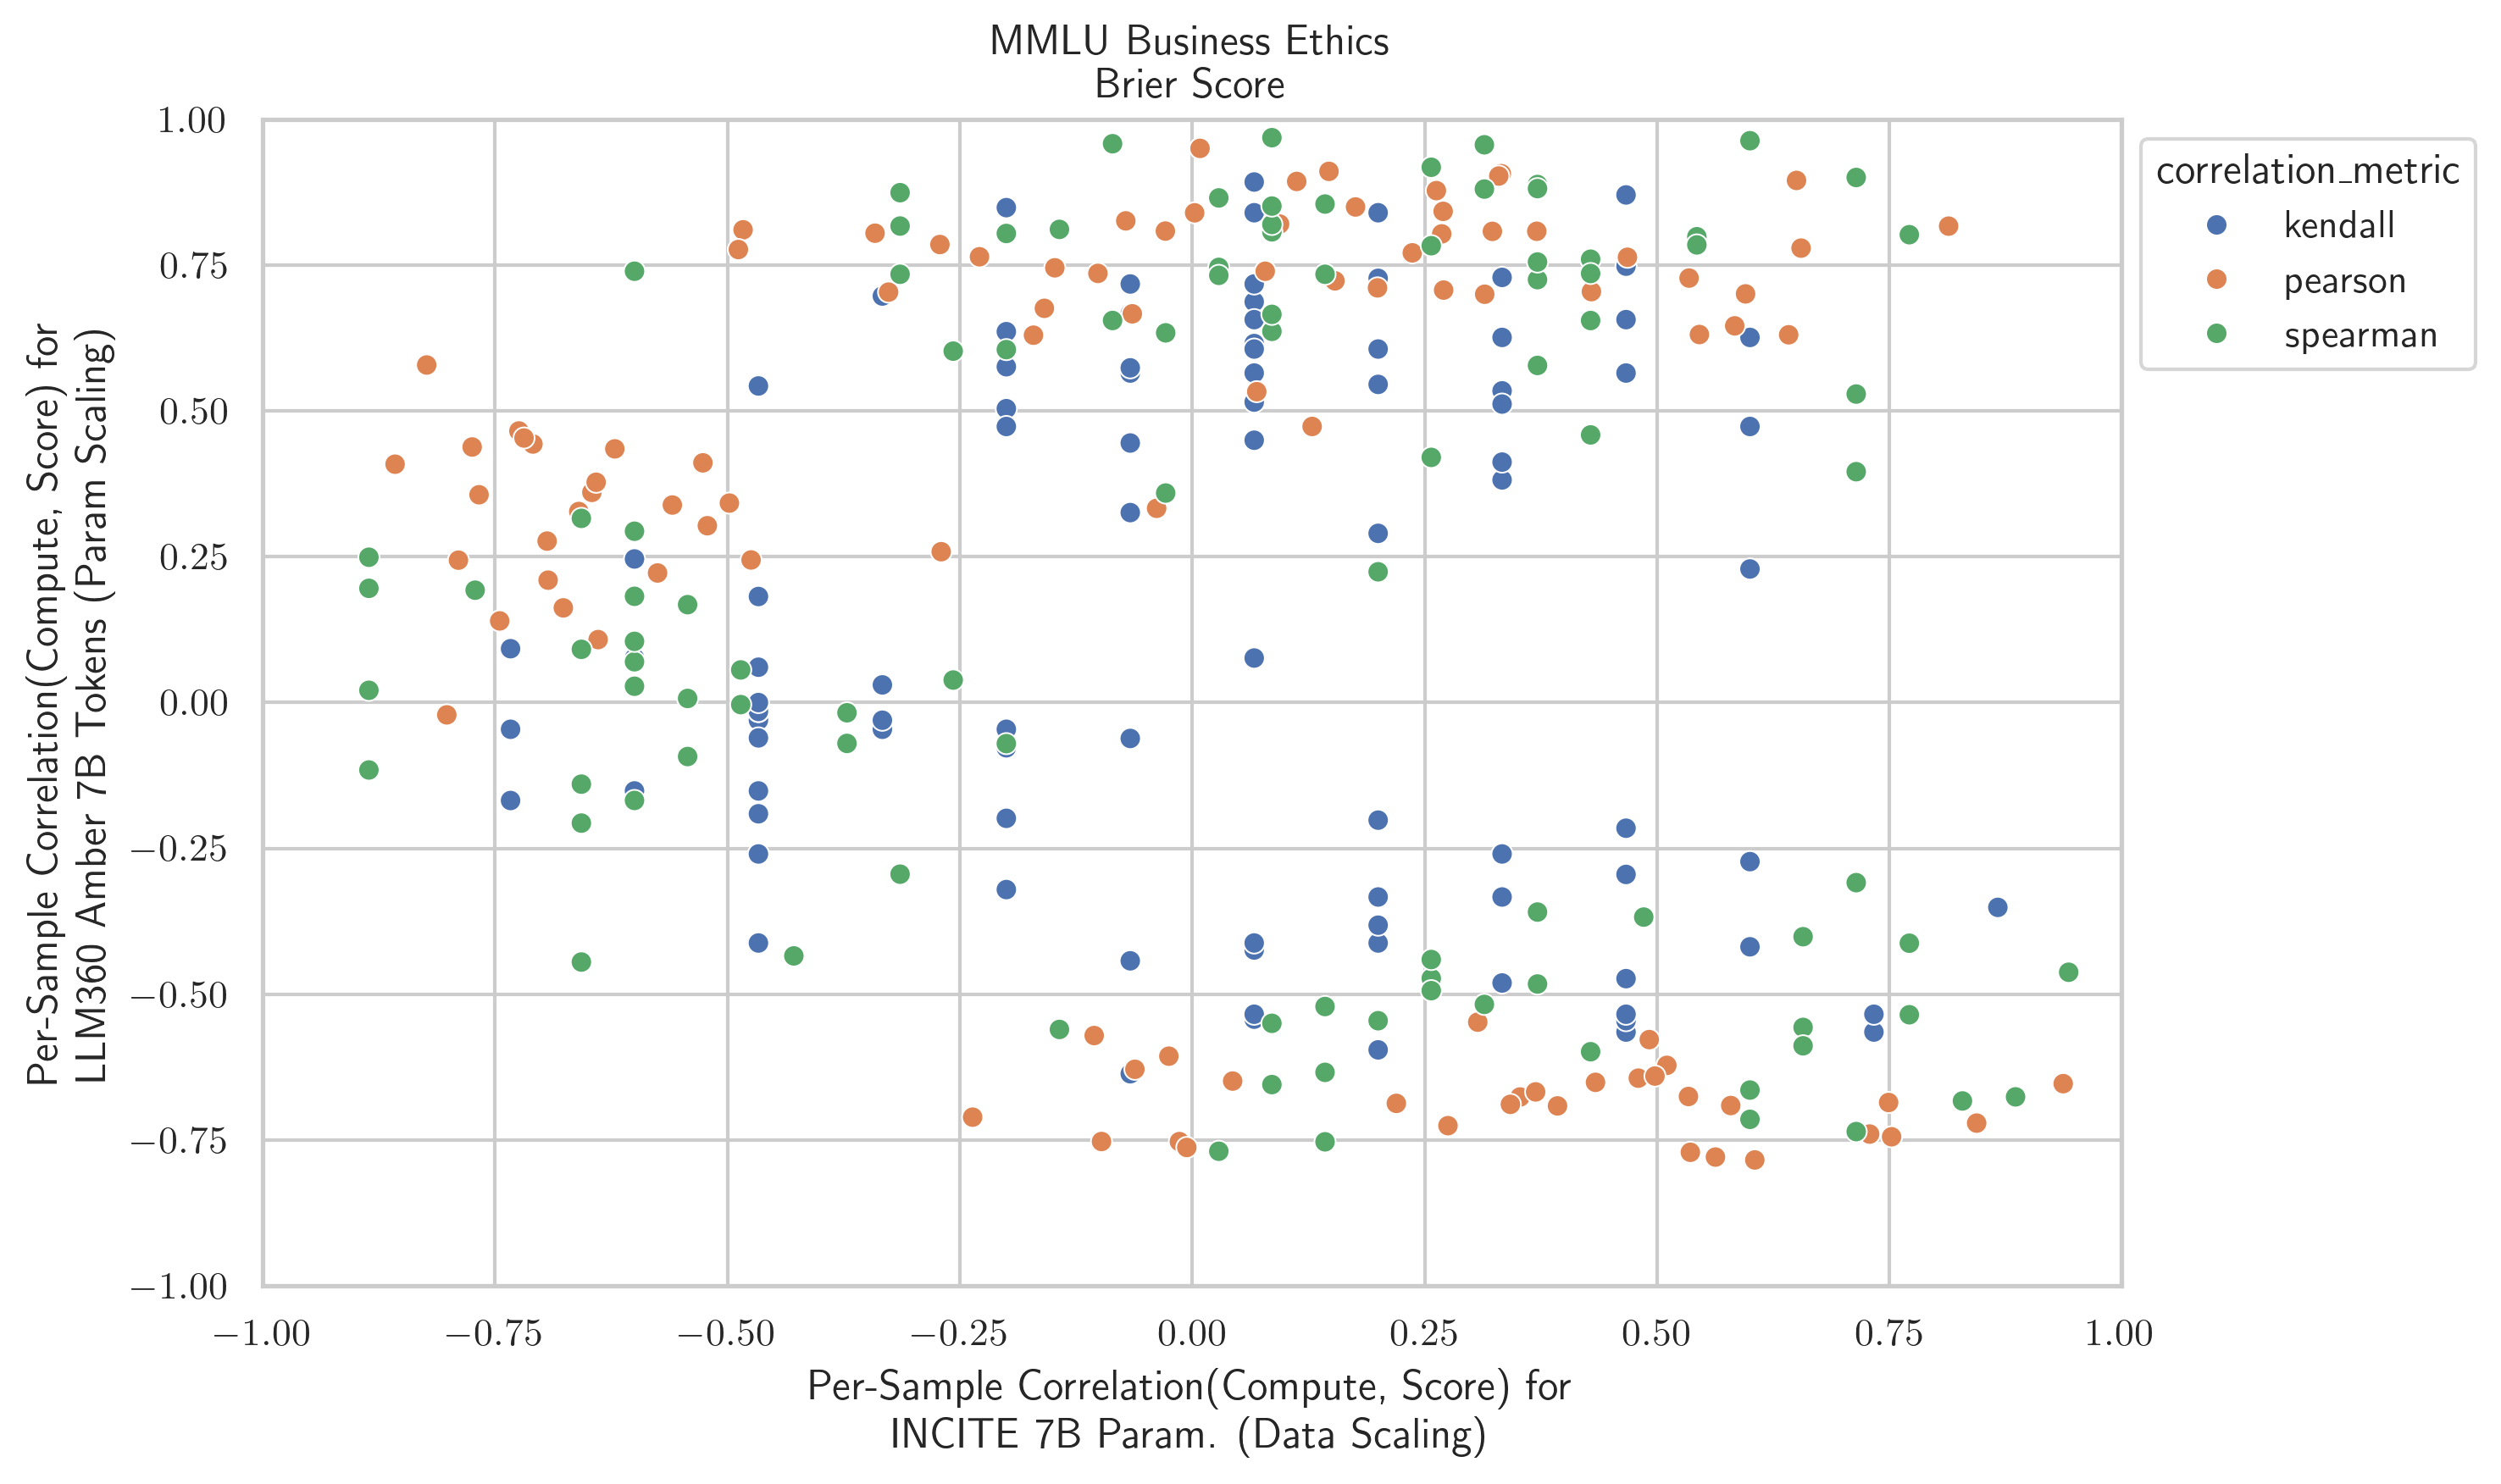 MMLU Business Ethics
Brier Score
Per-Sample Correlation(Compute, Score) for
LLM360 Amber 7B Tokens (Param Scaling)
1.00
0.75
0.50
0.25
0.00
−0.25
−0.50
−0.75
−1.00
−1.00 −0.75 −0.50 −0.25 0.00 0.25 0.50 0.75 1.00
Per-Sample Correlation(Compute, Score) for
INCITE 7B Param. (Data Scaling)
correlation_metric
kendall
pearson
spearman